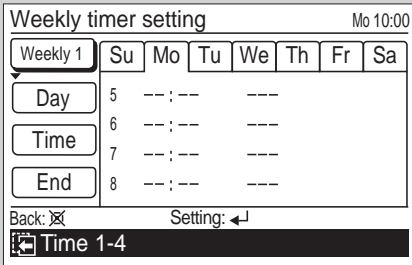 Weekly timer setting Mo 10:00
Weekly 1 Su Mo Tu We Th Fr Sa
Day 5 --:-- ---
6 --:-- ---
Time 7 --:-- ---
End 8 --:-- ---
Back: Setting:
Time 1-4